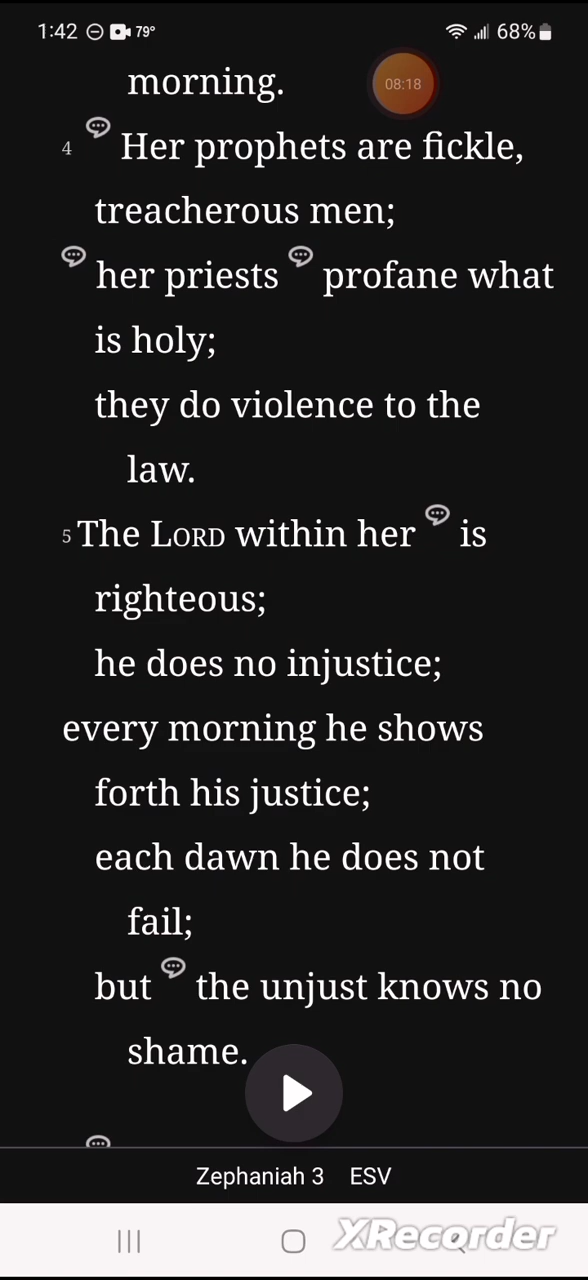 1:42 79° 68%
08:18
morning.
4 Her prophets are fickle,
treacherous men;
her priests profane what
is holy;
they do violence to the
law.
5 The LORD within her is
righteous;
he does no injustice;
every morning he shows
forth his justice;
each dawn he does not
fail;
but the unjust knows no
shame.
Zephaniah 3 ESV
XRecorder